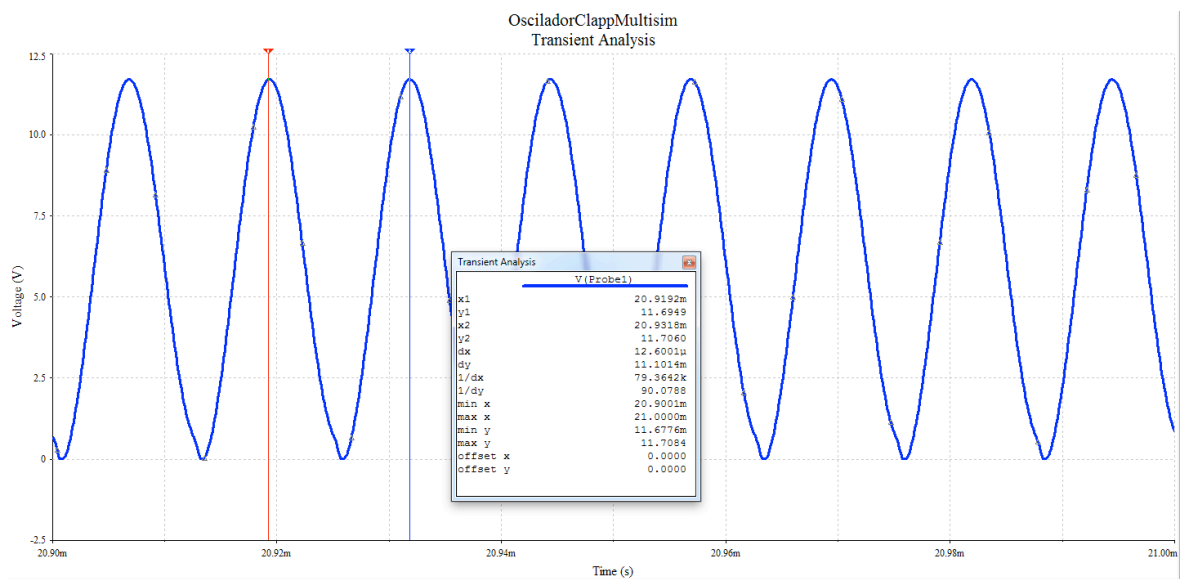 OsciladorClappMultisim
Transient Analysis
12.5
10.0
7.5
5.0
2.5
0
-2.5
Voltage (V)
20.90m
20.92m
20.94m
20.96m
20.98m
21.00m
Time (s)
Transient Analysis
V(Probe1)
x1 20.9192m
y1 11.6949
x2 20.9318m
y2 11.7060
dx 12.6001µ
dy 11.1014m
1/dx 79.3642k
1/dy 90.0788
min x 20.9001m
max x 21.0000m
min y 11.6776m
max y 11.7084
offset x 0.0000
offset y 0.0000